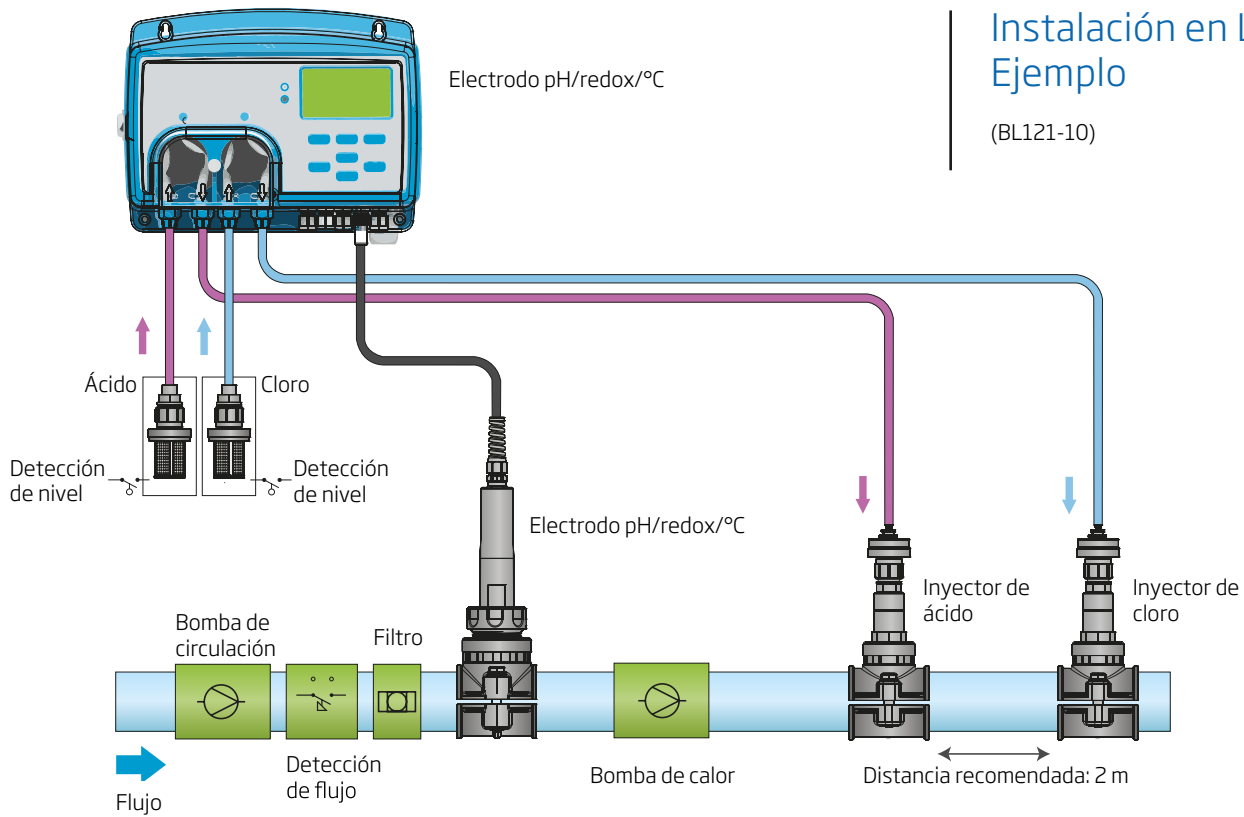 Instalación en L
Ejemplo
(BL121-10)
Electrodo pH/redox/°C
Ácido
Cloro
Detección
de nivel
Detección
de nivel
Electrodo pH/redox/°C
Inyector de
ácido
Inyector de
cloro
Bomba de
circulación
Filtro
Flujo
Detección
de flujo
Bomba de calor
Distancia recomendada: 2 m